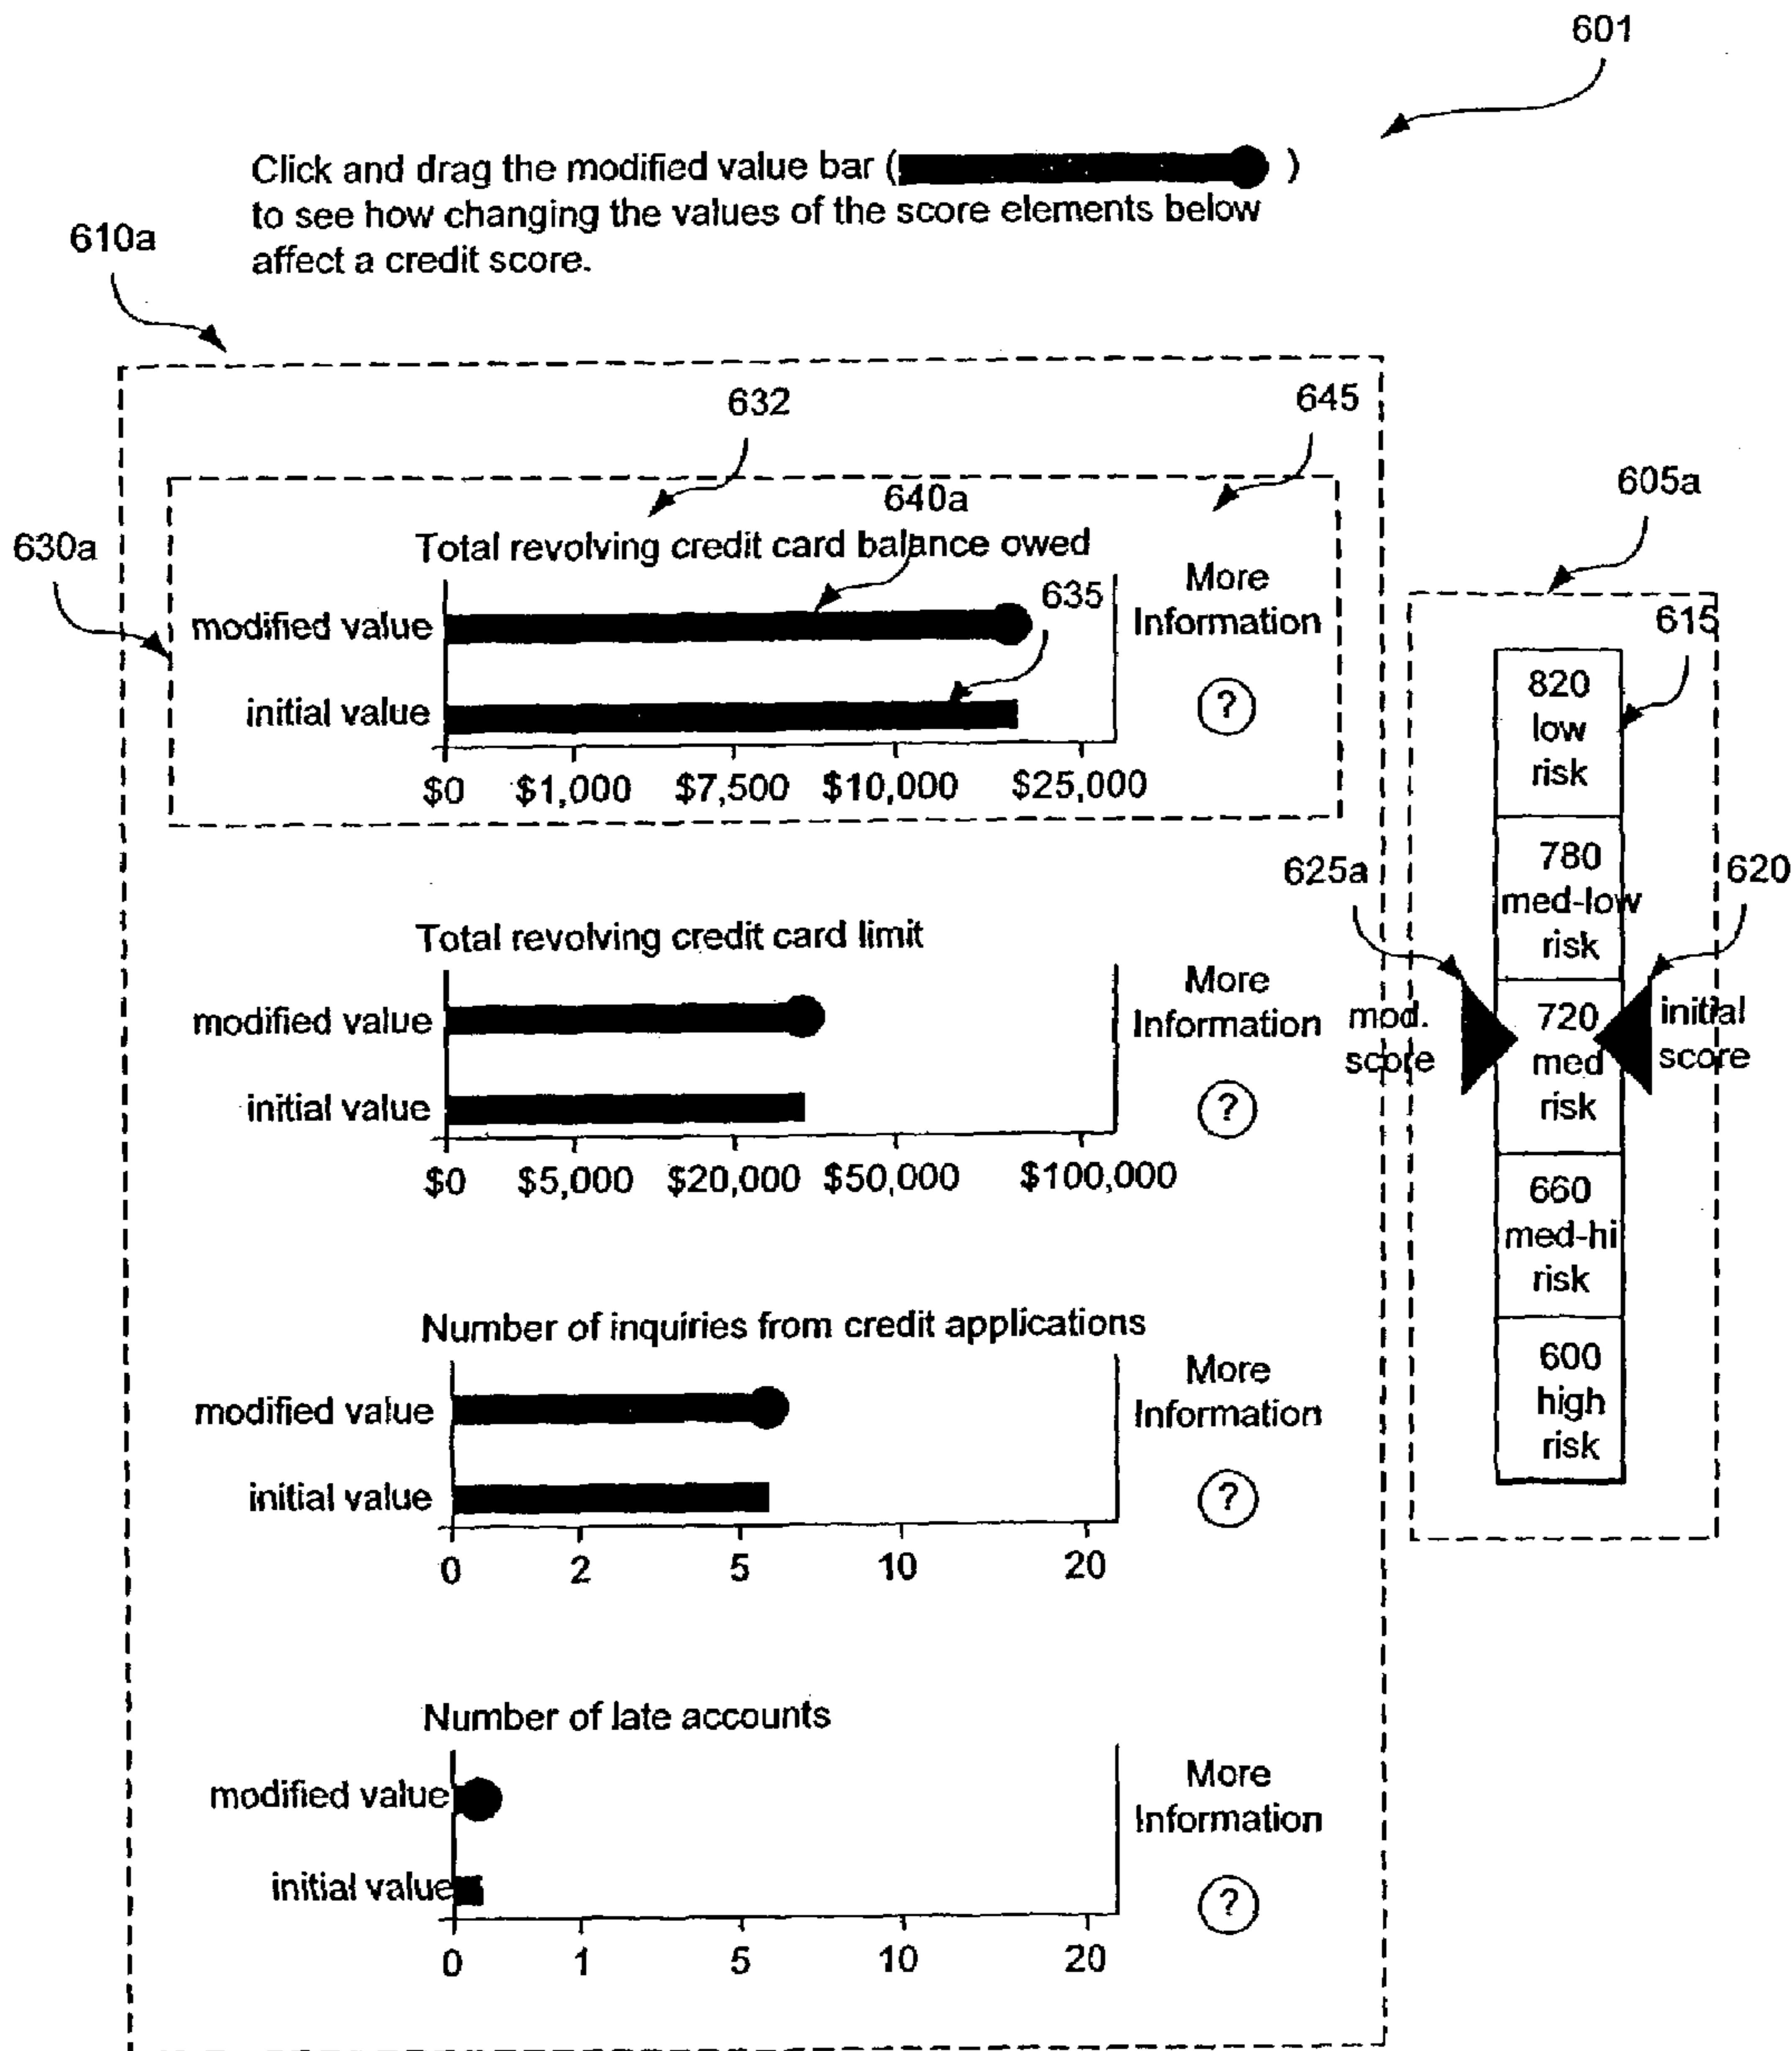 601
Click and drag the modified value bar ( )
to see how changing the values of the score elements below
affect a credit score.
610a
632
645
640a
630a
Total revolving credit card balance owed
modified value
635
initial value
More
Information
?
$0 $1,000 $7,500 $10,000 $25,000
605a
615
820
low
risk
780
med-low
risk
625a
620
mod.
score
720
med
risk
initial
score
660
med-hi
risk
600
high
risk
Total revolving credit card limit
modified value
initial value
More
Information
?
$0 $5,000 $20,000 $50,000 $100,000
Number of inquiries from credit applications
modified value
initial value
More
Information
?
0 2 5 10 20
Number of late accounts
modified value
initial value
More
Information
?
0 1 5 10 20